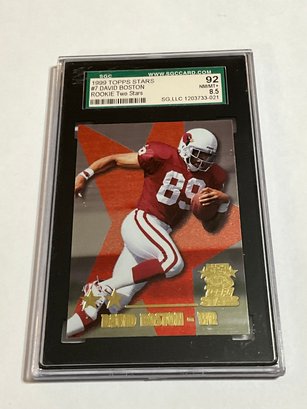 SGC
WWW.SGCCARD.COM
1999 TOPPS STARS
#7 DAVID BOSTON
ROOKIE Two Stars
92
NM/MT+
8.5
SG,LLC 1203733-021
89
DAVID BOSTON - WR